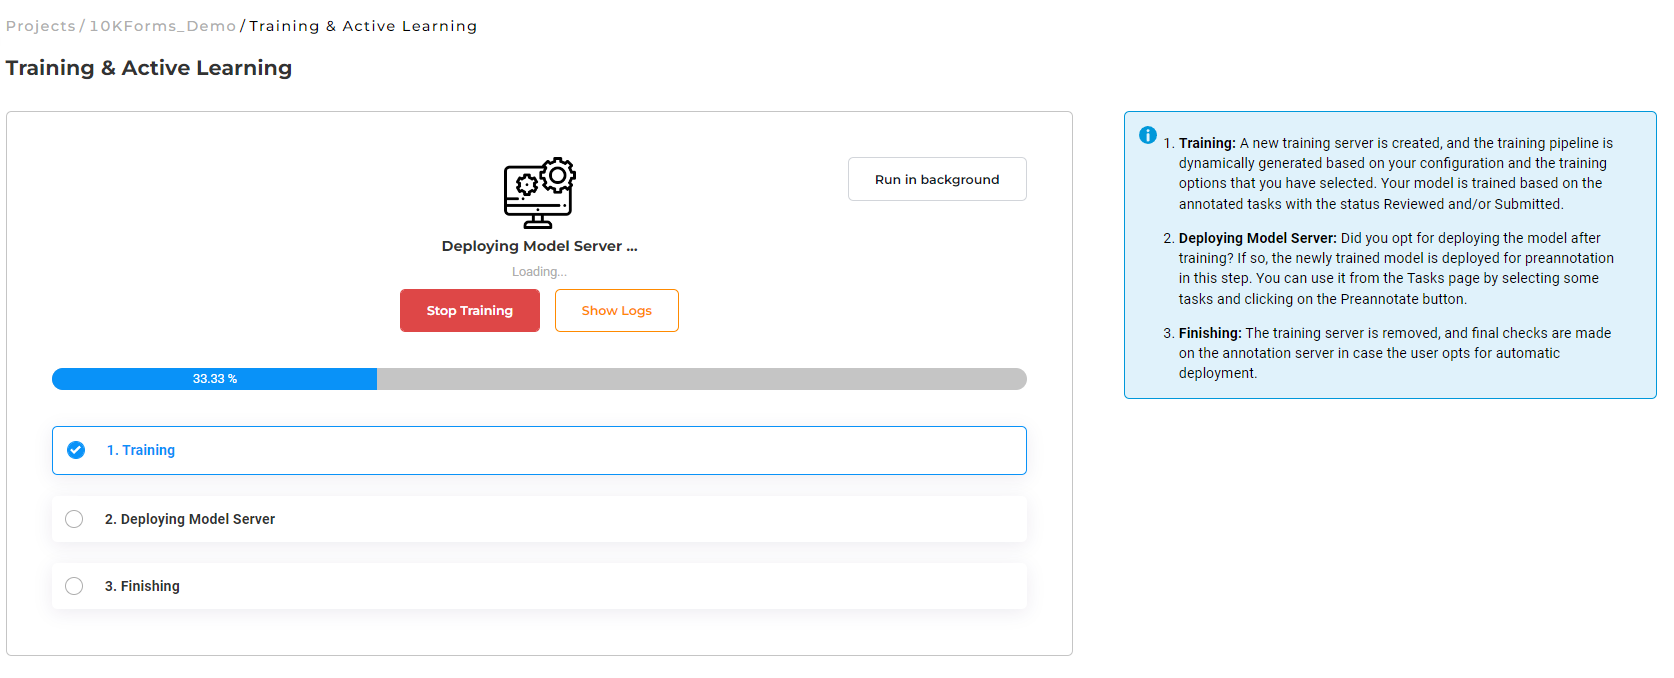 Projects / 10KForms_Demo / Training & Active Learning
Training & Active Learning
Run in background
Deploying Model Server ...
Loading...
Stop Training
Show Logs
33.33 %
1. Training
2. Deploying Model Server
3. Finishing
1. Training: A new training server is created, and the training pipeline is
dynamically generated based on your configuration and the training
options that you have selected. Your model is trained based on the
annotated tasks with the status Reviewed and/or Submitted.
2. Deploying Model Server: Did you opt for deploying the model after
training? If so, the newly trained model is deployed for preannotation
in this step. You can use it from the Tasks page by selecting some
tasks and clicking on the Preannotate button.
3. Finishing: The training server is removed, and final checks are made
on the annotation server in case the user opts for automatic
deployment.